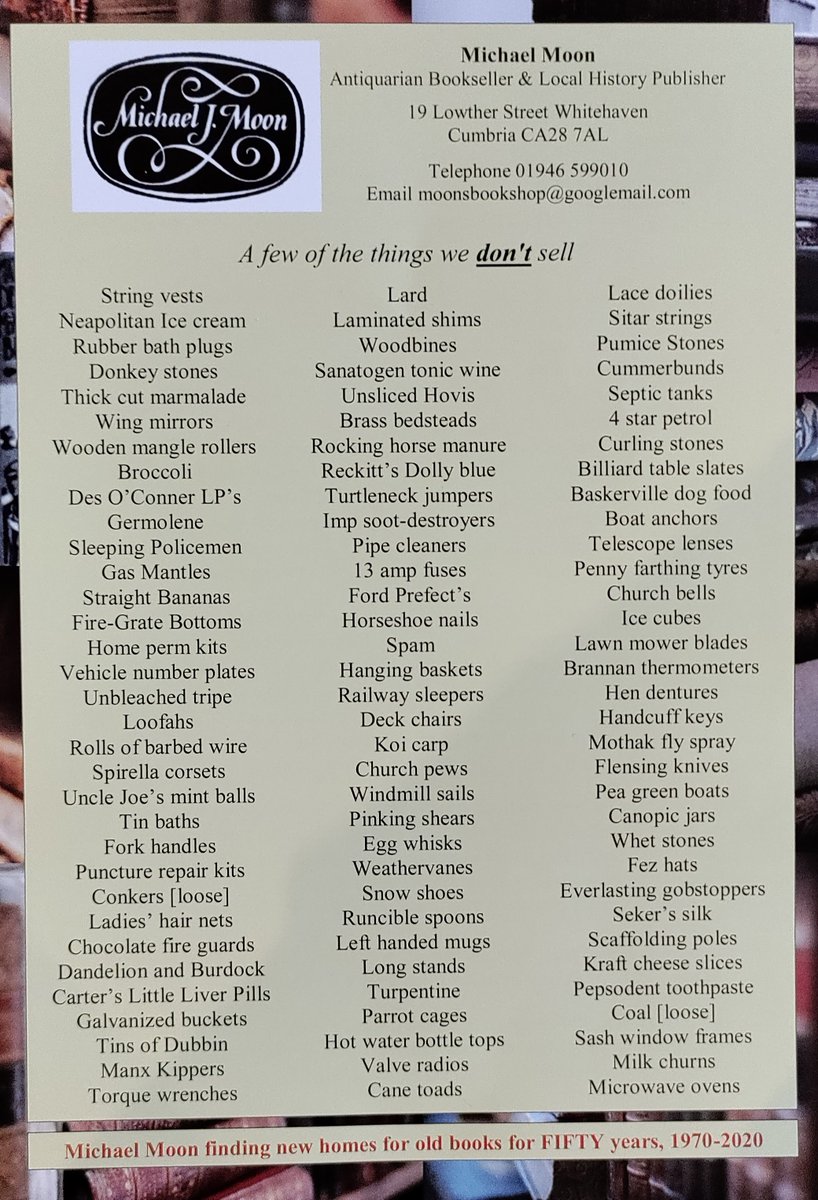 Michael J. Moon
Michael Moon
Antiquarian Bookseller & Local History Publisher
19 Lowther Street Whitehaven
Cumbria CA28 7AL
Telephone 01946 599010
Email moonsbookshop@googlemail.com
A few of the things we don't sell
String vests
Neapolitan Ice cream
Rubber bath plugs
Donkey stones
Thick cut marmalade
Wing mirrors
Wooden mangle rollers
Broccoli
Des O'Conner LP's
Germolene
Sleeping Policemen
Gas Mantles
Straight Bananas
Fire-Grate Bottoms
Home perm kits
Vehicle number plates
Unbleached tripe
Loofahs
Rolls of barbed wire
Spirella corsets
Uncle Joe's mint balls
Tin baths
Fork handles
Puncture repair kits
Conkers [loose]
Ladies' hair nets
Chocolate fire guards
Dandelion and Burdock
Carter's Little Liver Pills
Galvanized buckets
Tins of Dubbin
Manx Kippers
Torque wrenches
Lard
Laminated shims
Woodbines
Sanatogen tonic wine
Unsliced Hovis
Brass bedsteads
Rocking horse manure
Reckitt's Dolly blue
Turtleneck jumpers
Imp soot-destroyers
Pipe cleaners
13 amp fuses
Ford Prefect's
Horseshoe nails
Spam
Hanging baskets
Railway sleepers
Deck chairs
Koi carp
Church pews
Windmill sails
Pinking shears
Egg whisks
Weathervanes
Snow shoes
Runcible spoons
Left handed mugs
Long stands
Turpentine
Parrot cages
Hot water bottle tops
Valve radios
Cane toads
Lace doilies
Sitar strings
Pumice Stones
Cummerbunds
Septic tanks
4 star petrol
Curling stones
Billiard table slates
Baskerville dog food
Boat anchors
Telescope lenses
Penny farthing tyres
Church bells
Ice cubes
Lawn mower blades
Brannan thermometers
Hen dentures
Handcuff keys
Mothak fly spray
Flensing knives
Pea green boats
Canopic jars
Whet stones
Fez hats
Everlasting gobstoppers
Seker's silk
Scaffolding poles
Kraft cheese slices
Pepsodent toothpaste
Coal [loose]
Sash window frames
Milk churns
Microwave ovens
Michael Moon finding new homes for old books for FIFTY years, 1970-2020